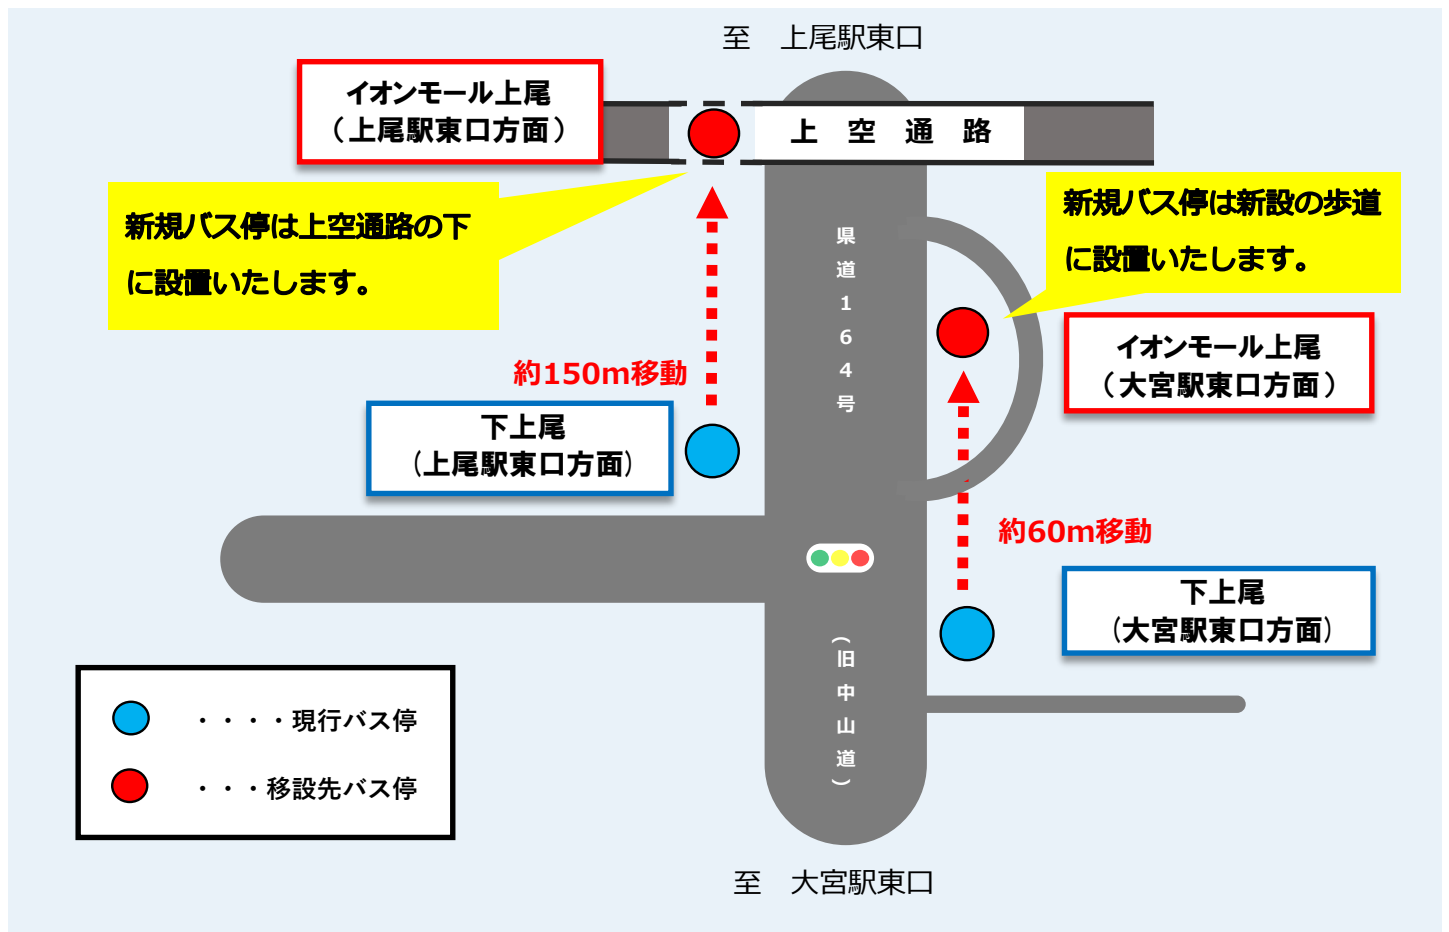 至　上尾駅東口
イオンモール上尾
（上尾駅東口方面）
上　空　通　路
新規バス停は上空通路の下
に設置いたします。
新規バス停は新設の歩道
に設置いたします。
県道164号
イオンモール上尾
（大宮駅東口方面）
約150m移動
下上尾
(上尾駅東口方面)
約60m移動
下上尾
(大宮駅東口方面)
（旧中山道）
・・・・現行バス停
・・・移設先バス停
至　大宮駅東口